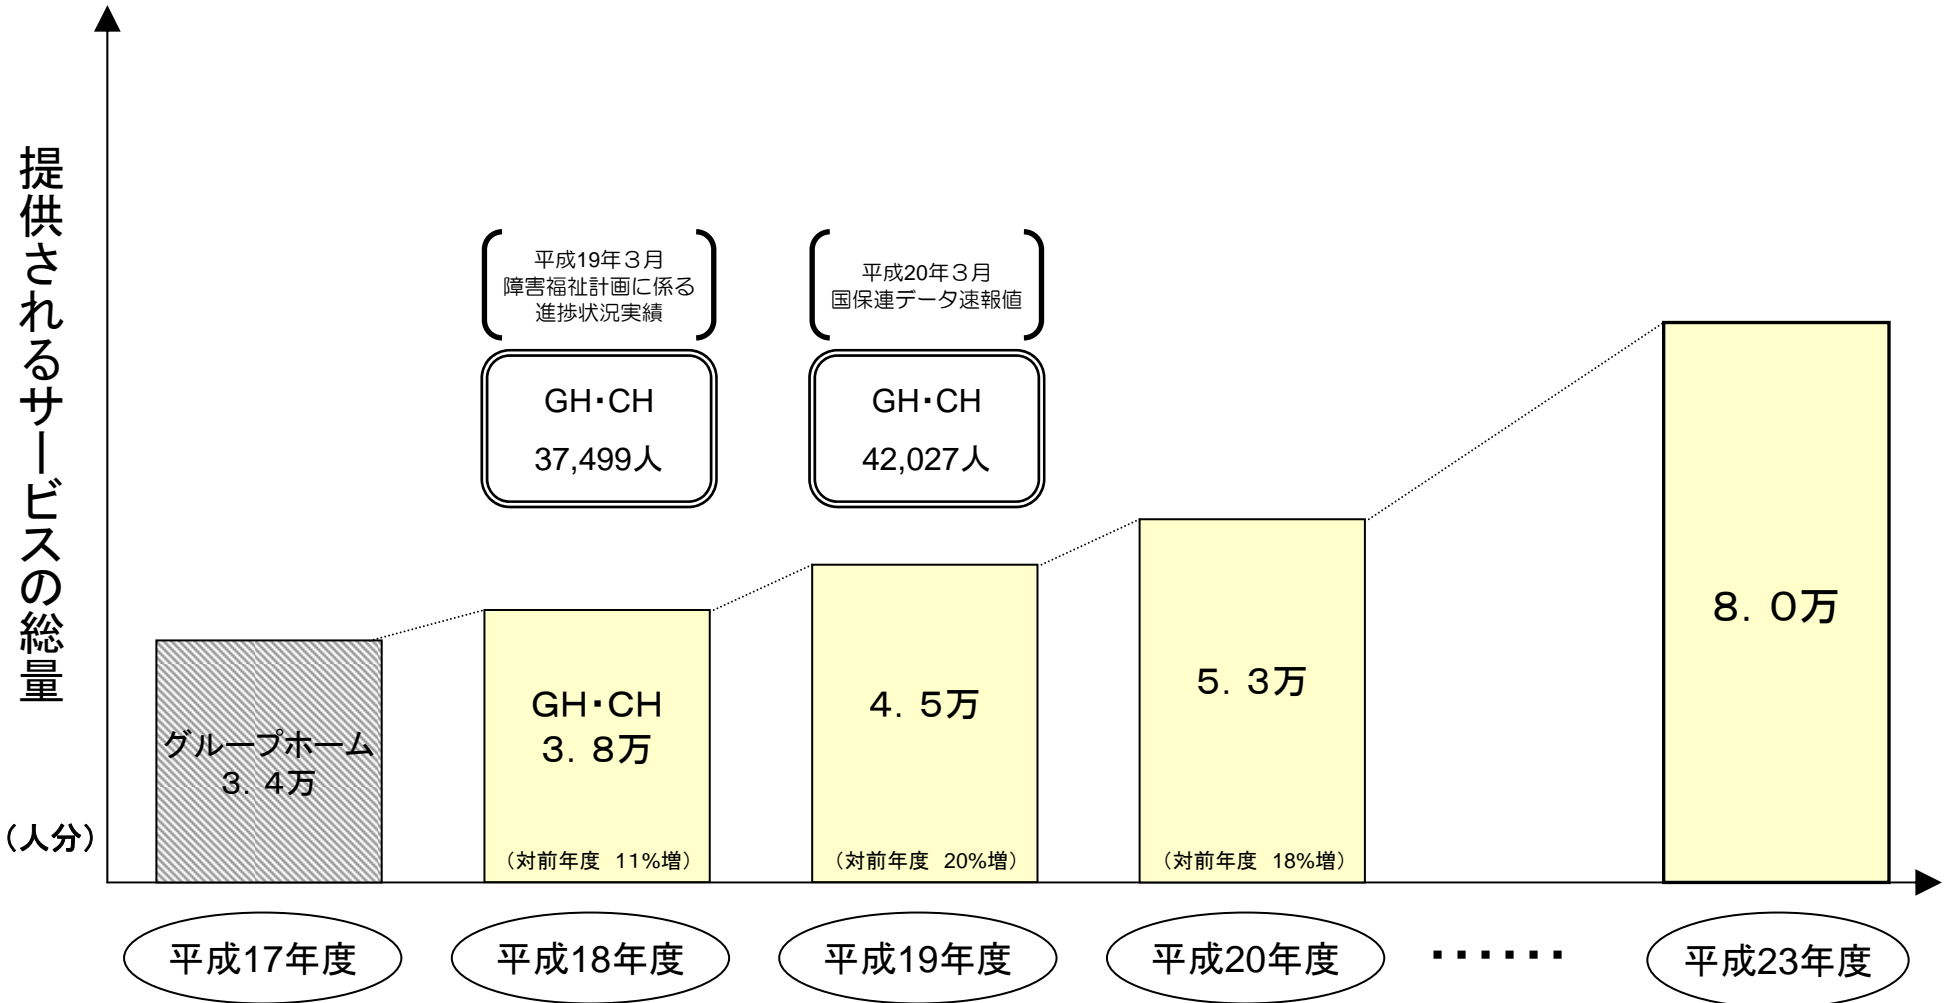 提供されるサービスの総量
（人分）
平成19年３月
障害福祉計画に係る
進捗状況実績
GH・CH
37,499人
平成20年３月
国保連データ速報値
GH・CH
42,027人
グループホーム
３．４万
GH・CH
３．８万
（対前年度 11%増）
４．５万
（対前年度 20%増）
５．３万
（対前年度 18%増）
８．０万
平成17年度
平成18年度
平成19年度
平成20年度
・・・・・・
平成23年度